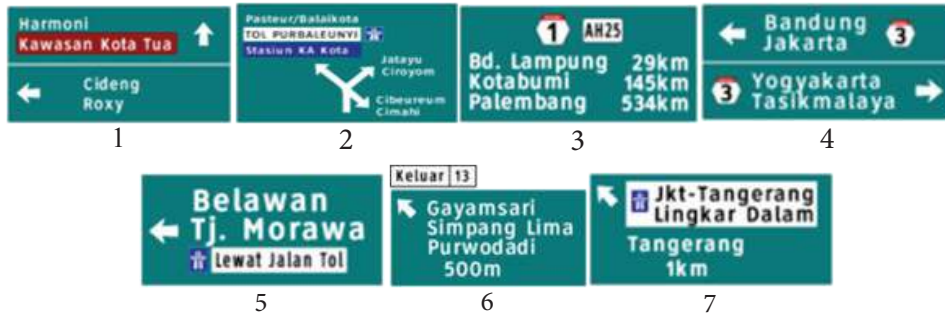 Harmoni
Kawasan Kota Tua
Cideng
Roxy
1
Pasteur/Balaikota
TOL PURBALEUNYI
Stasiun KA Kota
Jatayu
Ciroyom
Cibeureum
Cimahi
2
1 AH25
Bd. Lampung 29km
Kotabumi 145km
Palembang 534km
3
Bandung
Jakarta
3
3
Yogyakarta
Tasikmalaya
4
Belawan
Tj. Morawa
Lewat Jalan Tol
5
Keluar 13
Gayamsari
Simpang Lima
Purwodadi
500m
6
Jkt-Tangerang
Lingkar Dalam
Tangerang
1km
7